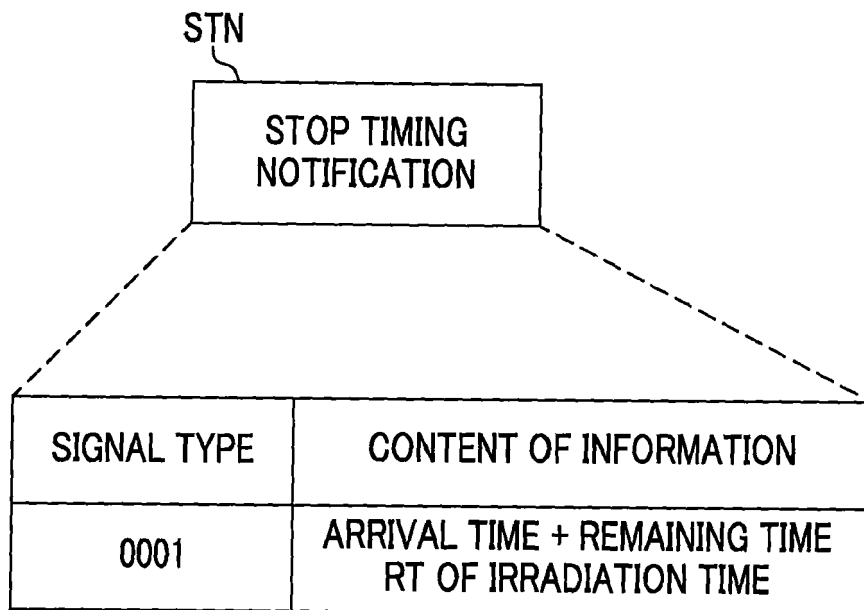 STN
STOP TIMING
NOTIFICATION
SIGNAL TYPE
CONTENT OF INFORMATION
0001
ARRIVAL TIME + REMAINING TIME
RT OF IRRADIATION TIME